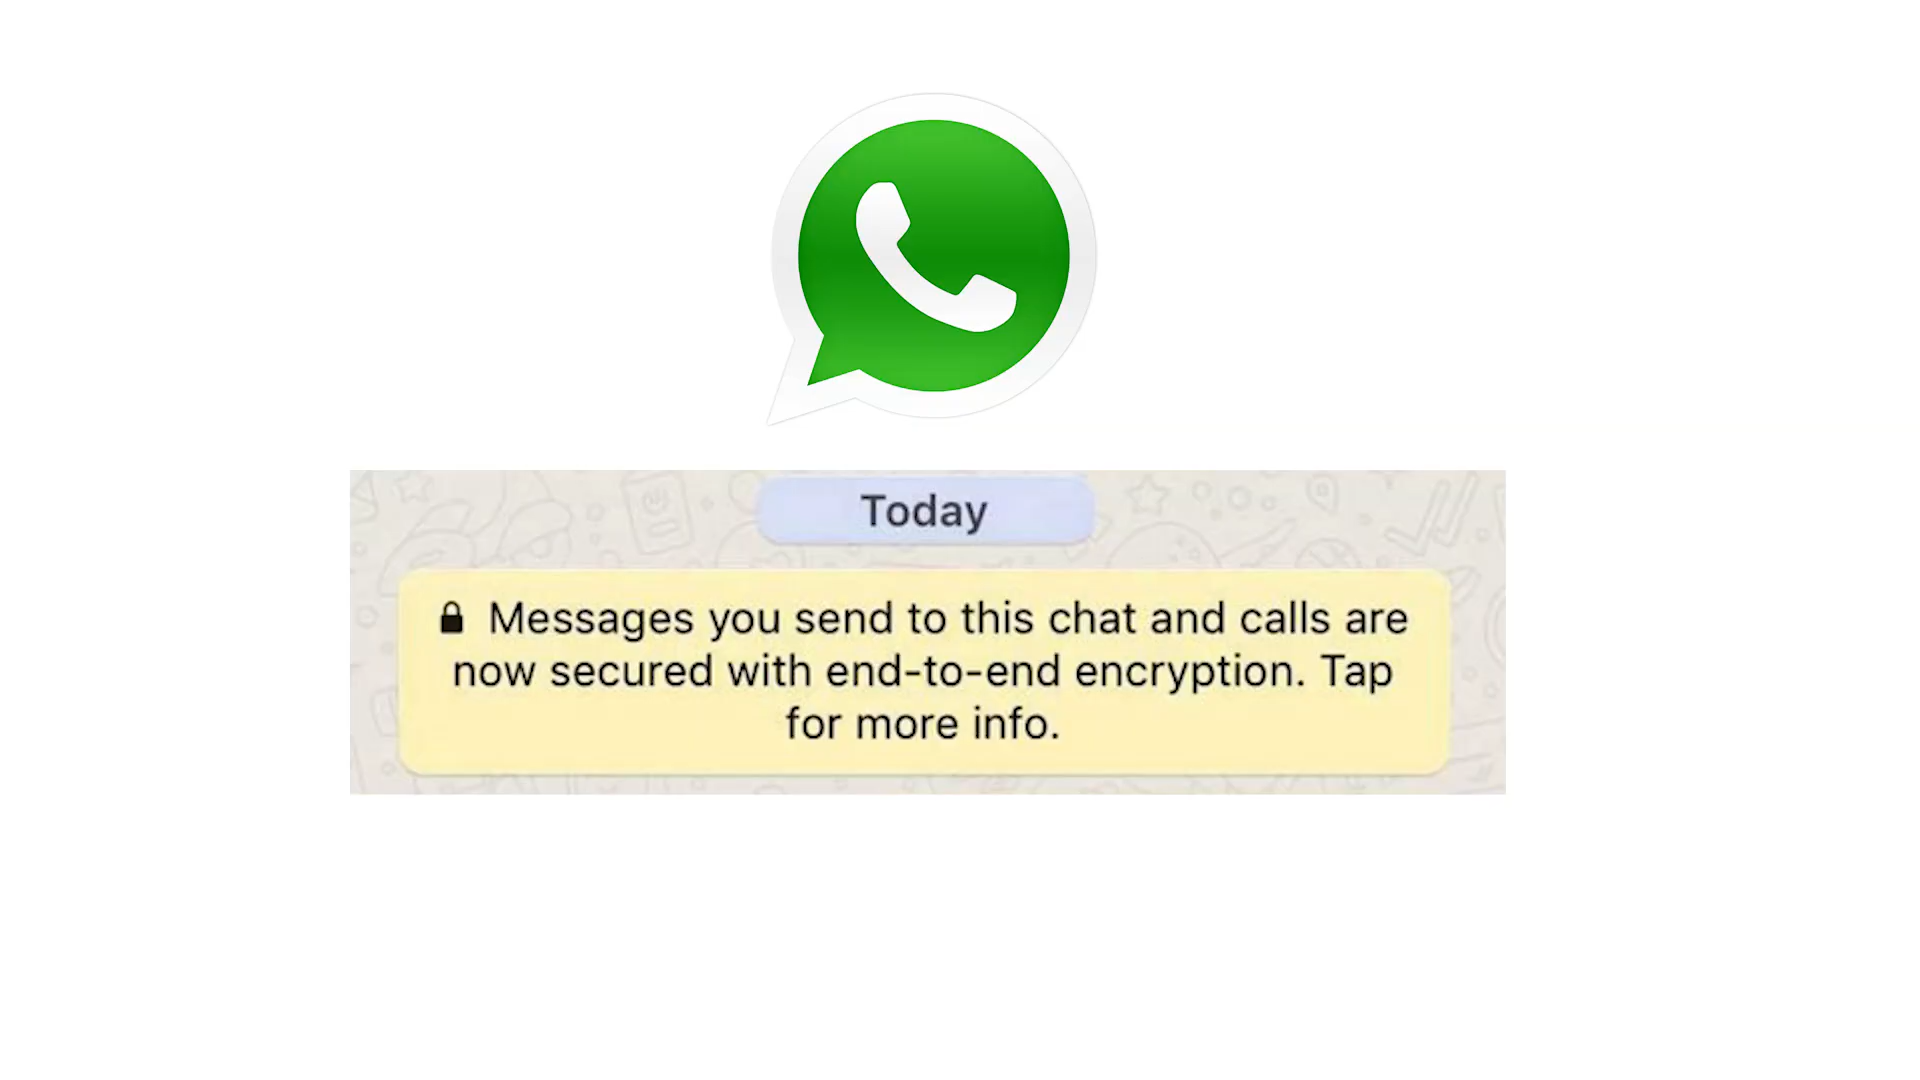 Today
Messages you send to this chat and calls are
now secured with end-to-end encryption. Tap
for more info.